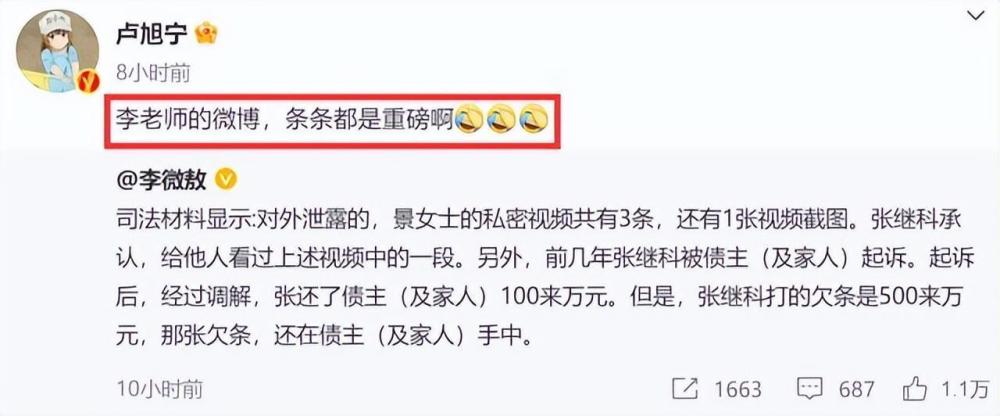 卢旭宁
8小时前
李老师的微博，条条都是重磅啊🤣🤣🤣
@李微敖
司法材料显示:对外泄露的，景女士的私密视频共有3条，还有1张视频截图。张继科承
认，给他人看过上述视频中的一段。另外，前几年张继科被债主（及家人）起诉。起诉
后，经过调解，张还了债主（及家人）100来万元。但是，张继科打的欠条是500来万
元，那张欠条，还在债主（及家人）手中。
10小时前 1663 687 1.1万